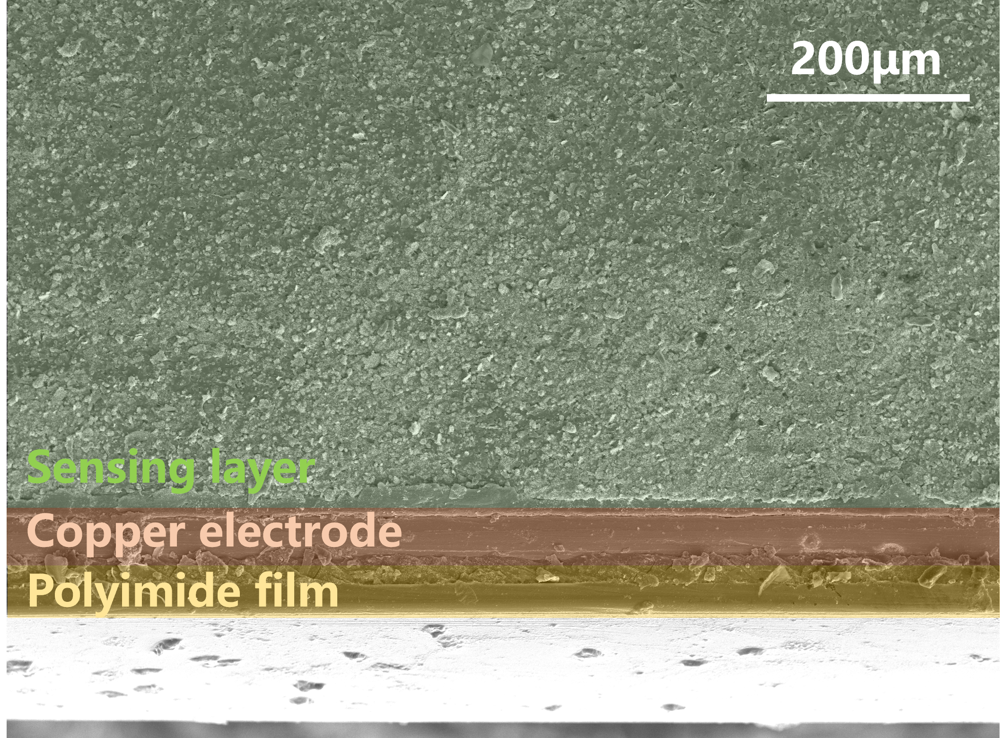 200μm
Sensing layer
Copper electrode
Polyimide film